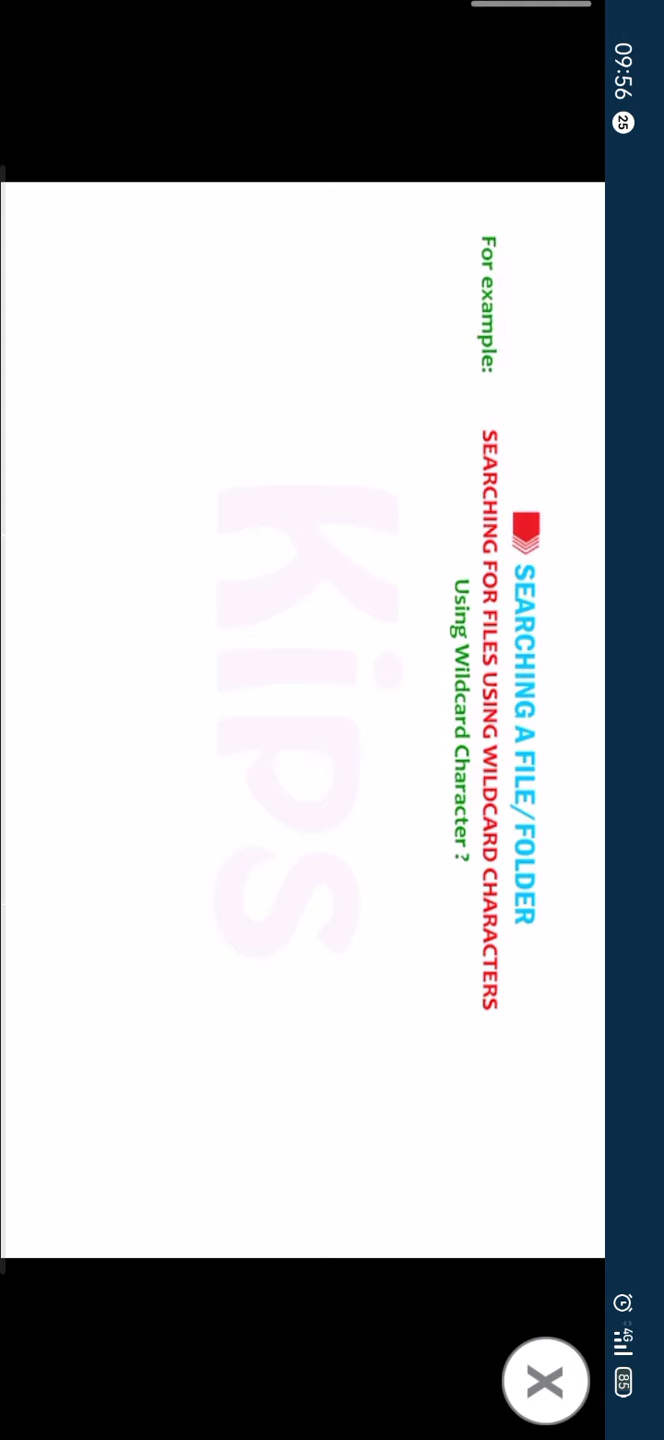 09:56 25
4G 85
SEARCHING A FILE/FOLDER
SEARCHING FOR FILES USING WILDCARD CHARACTERS
For example:
Using Wildcard Character ?
Kips
X